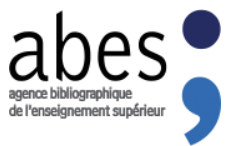 abes
agence bibliographique
de l'enseignement supérieur